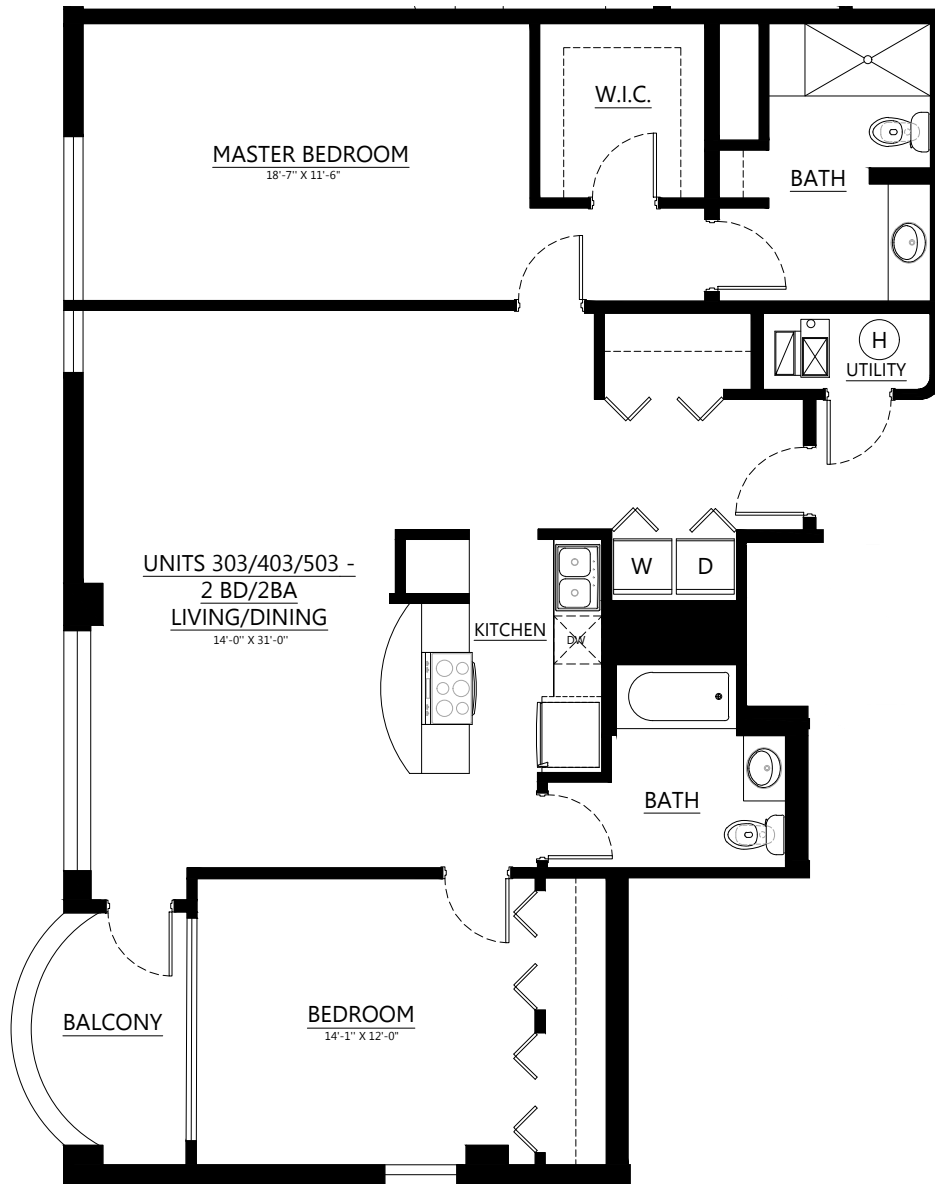 W.I.C.
MASTER BEDROOM
18'-7" X 11'-6"
BATH
H
UTILITY
UNITS 303/403/503 -
2 BD/2BA
LIVING/DINING
14'-0" X 31'-0"
W
D
KITCHEN
DW
BATH
BEDROOM
14'-1" X 12'-0"
BALCONY